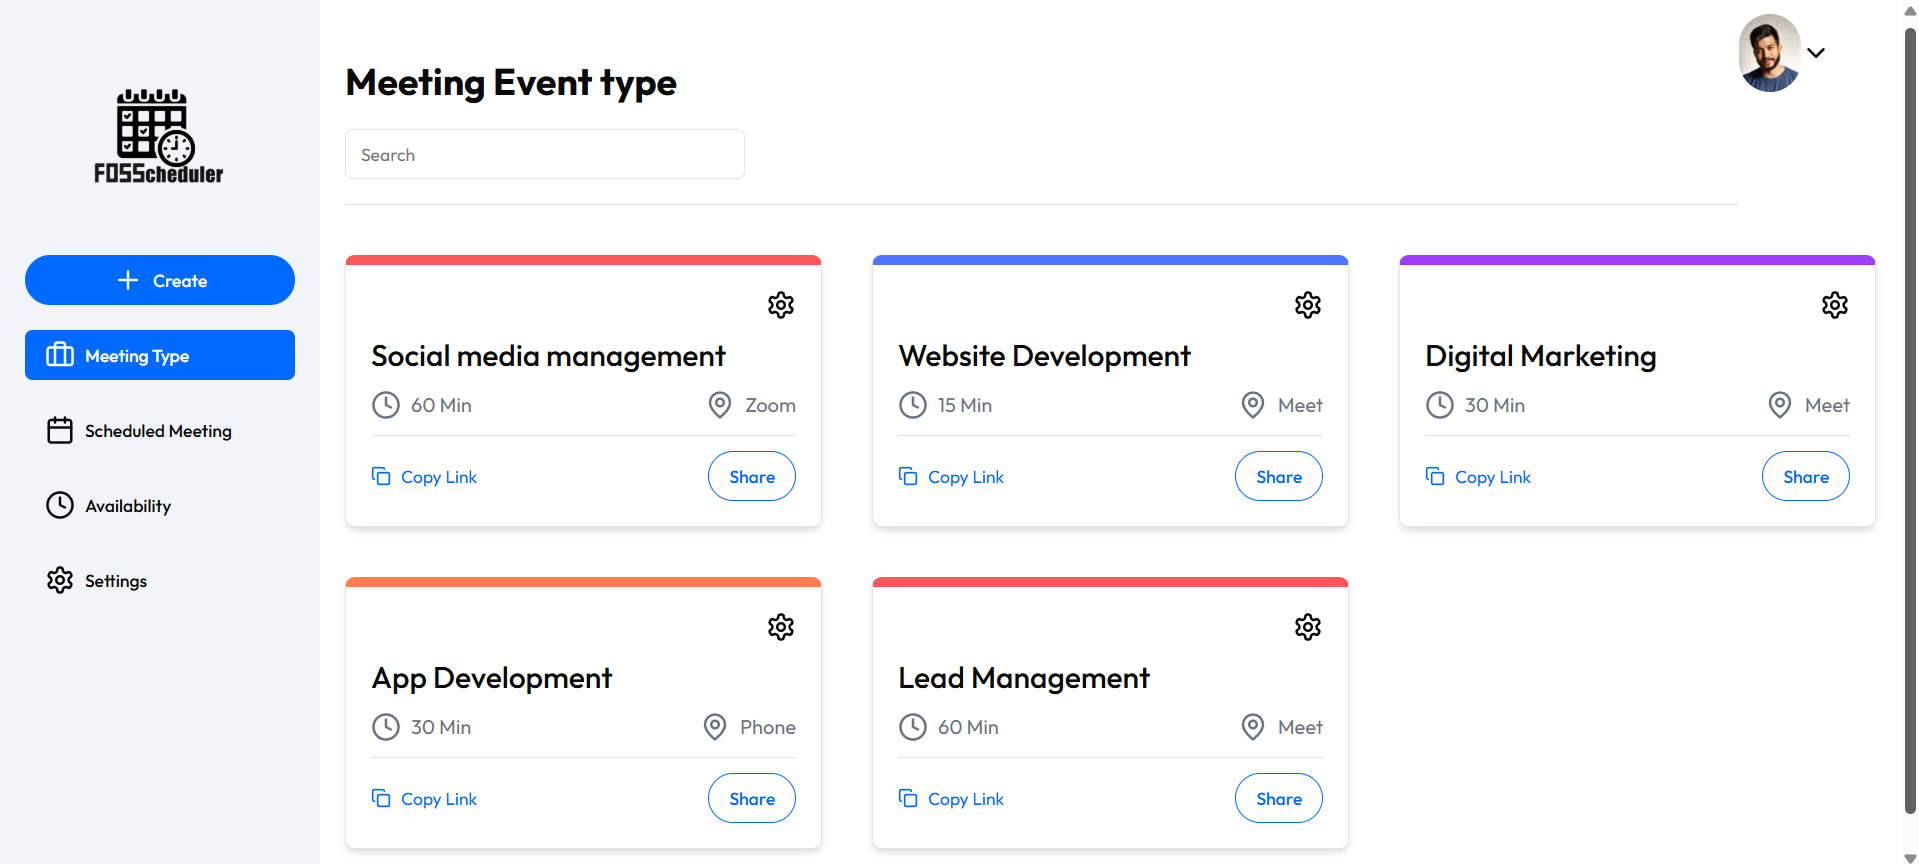 FOSScheduler
Create
Meeting Type
Scheduled Meeting
Availability
Settings
Meeting Event type
Search
Social media management
60 Min
Zoom
Copy Link
Share
Website Development
15 Min
Meet
Copy Link
Share
Digital Marketing
30 Min
Meet
Copy Link
Share
App Development
30 Min
Phone
Copy Link
Share
Lead Management
60 Min
Meet
Copy Link
Share